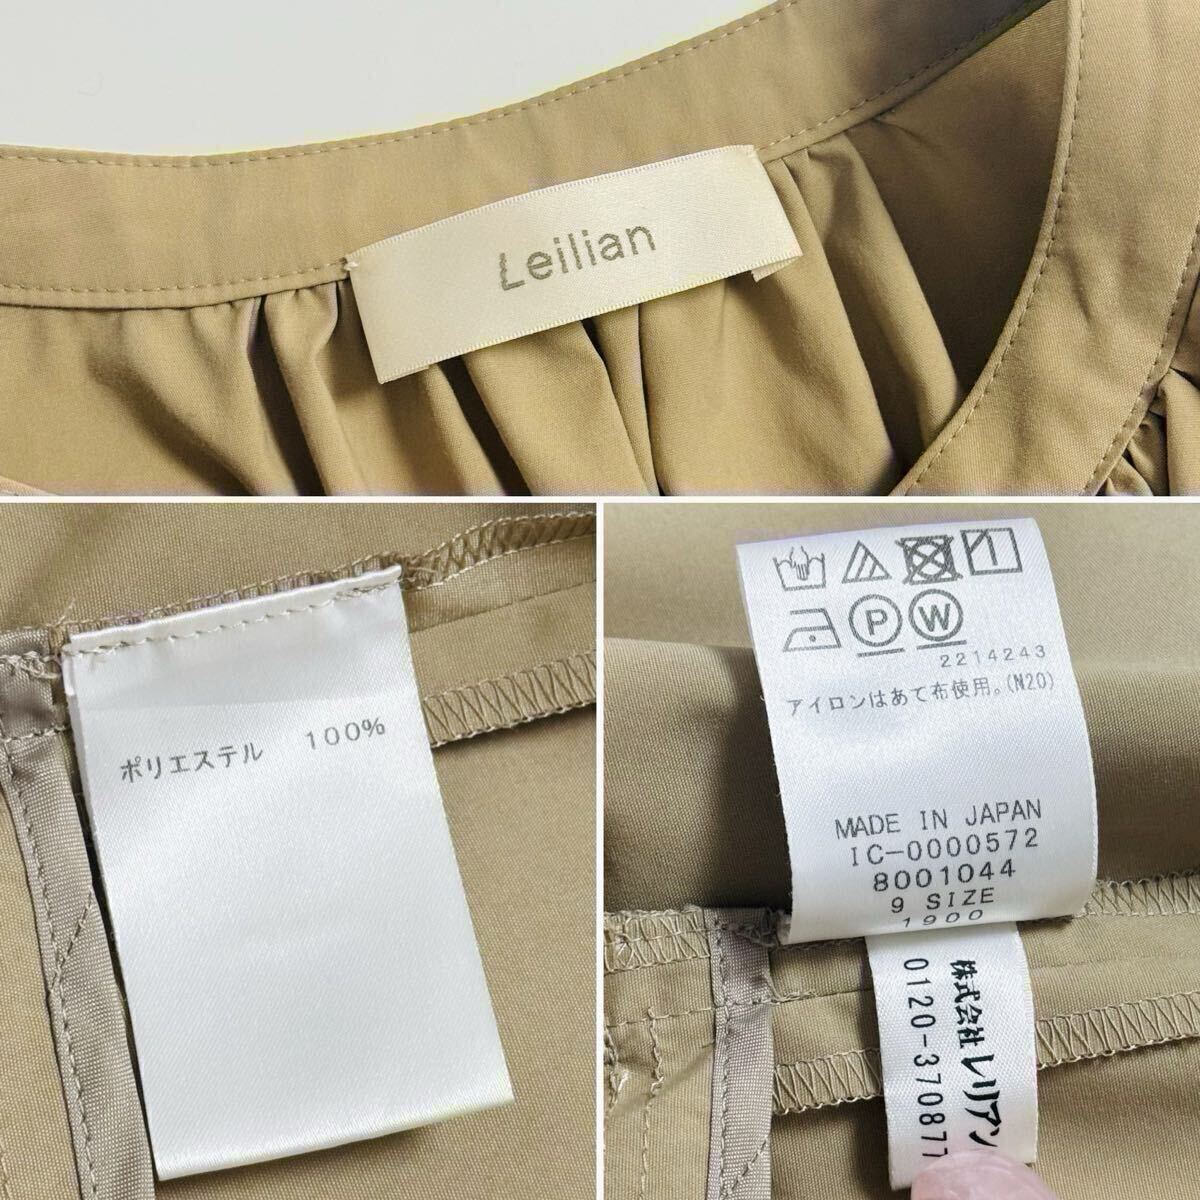 Leilian
ポリエステル 100%
P W
2214243
アイロンはあて布使用。(N20)
MADE IN JAPAN
IC-0000572
8001044
9 SIZE
1900
株式会社レリアン
0120-370877